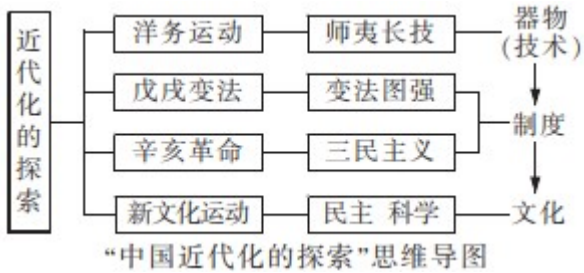 近代化的探索
洋务运动 师夷长技 器物
(技术)
戊戌变法 变法图强
制度
辛亥革命 三民主义
新文化运动 民主 科学 文化
“中国近代化的探索”思维导图